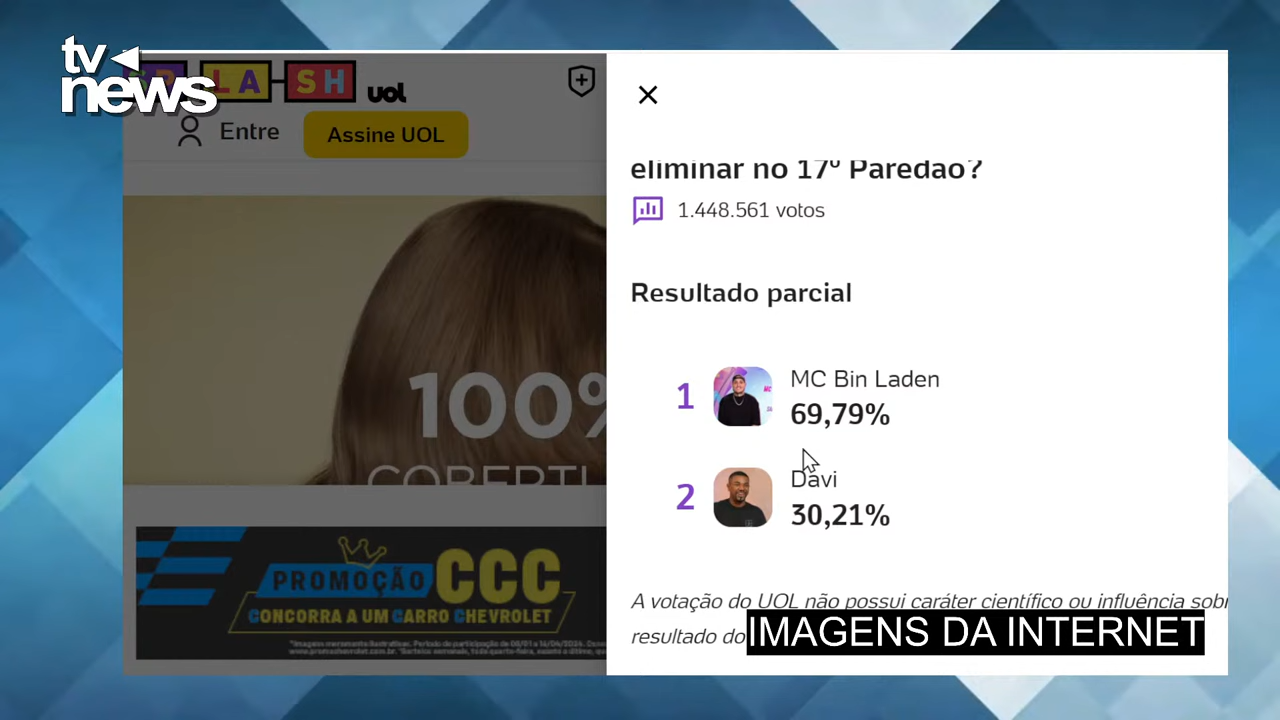 tv
news
S P L A S H
uol
Entre
Assine UOL
100%
COBERTU
PROMOÇÃO CCC
CONCORRA A UM CARRO CHEVROLET
eliminar no 17º Paredão?
1.448.561 votos
Resultado parcial
1
MC Bin Laden
69,79%
2
Davi
30,21%
A votação do UOL não possui caráter científico ou influência sobr
resultado do
IMAGENS DA INTERNET